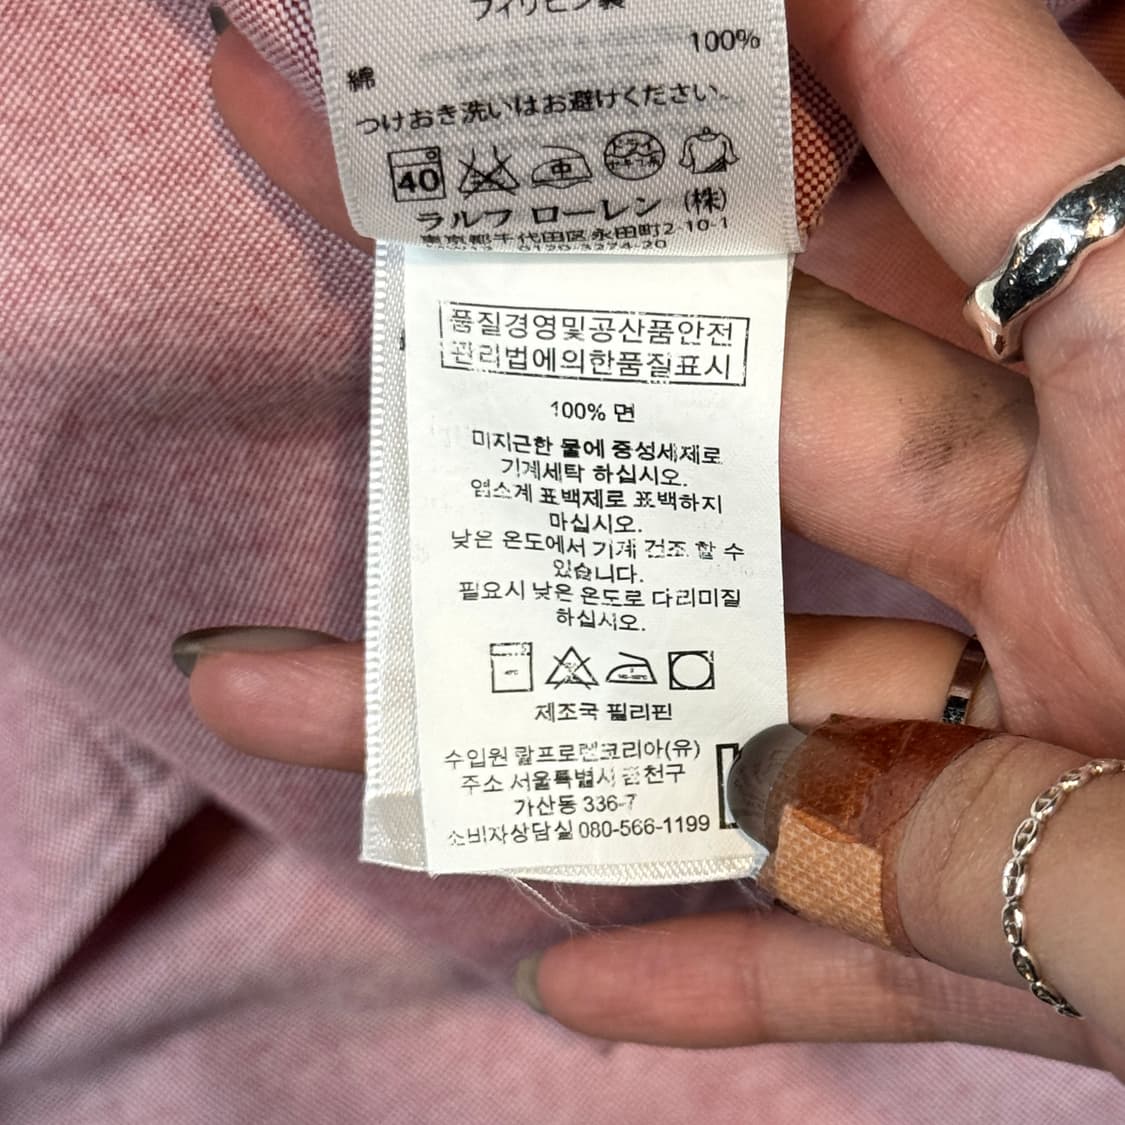 フィリピン製
綿 100%
つけおき洗いはお避けください。
40
中
ドライ
ラルフ ローレン (株)
東京都千代田区永田町2-10-1
0120-3274-20
품질경영및공산품안전
관리법에의한품질표시
100% 면
미지근한 물에 중성세제로
기계세탁 하십시오.
염소계 표백제로 표백하지
마십시오.
낮은 온도에서 기계 건조 할 수
있습니다.
필요시 낮은 온도로 다리미질
하십시오.
제조국 필리핀
수입원 랄프로렌코리아(유)
주소 서울특별시 금천구
가산동 336-7
소비자상담실 080-566-1199